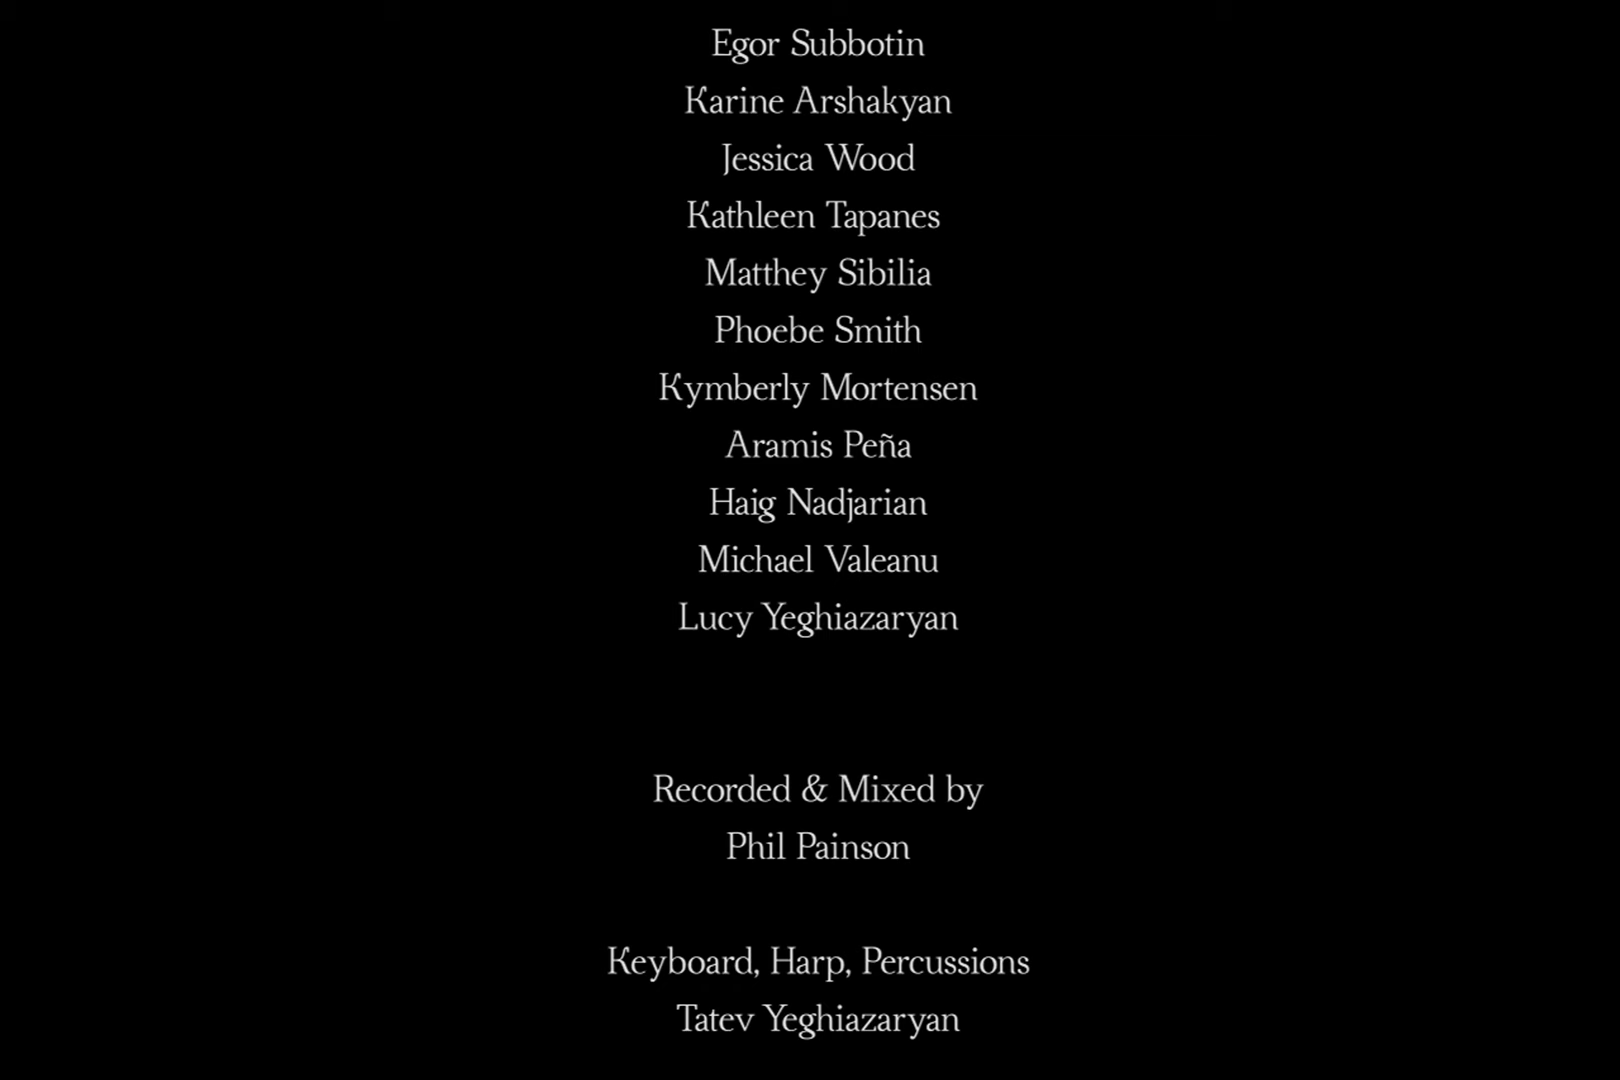 Egor Subbotin
Karine Arshakyan
Jessica Wood
Kathleen Tapanes
Matthey Sibilia
Phoebe Smith
Kymberly Mortensen
Aramis Peña
Haig Nadjarian
Michael Valeanu
Lucy Yeghiazaryan
Recorded & Mixed by
Phil Painson
Keyboard, Harp, Percussions
Tatev Yeghiazaryan